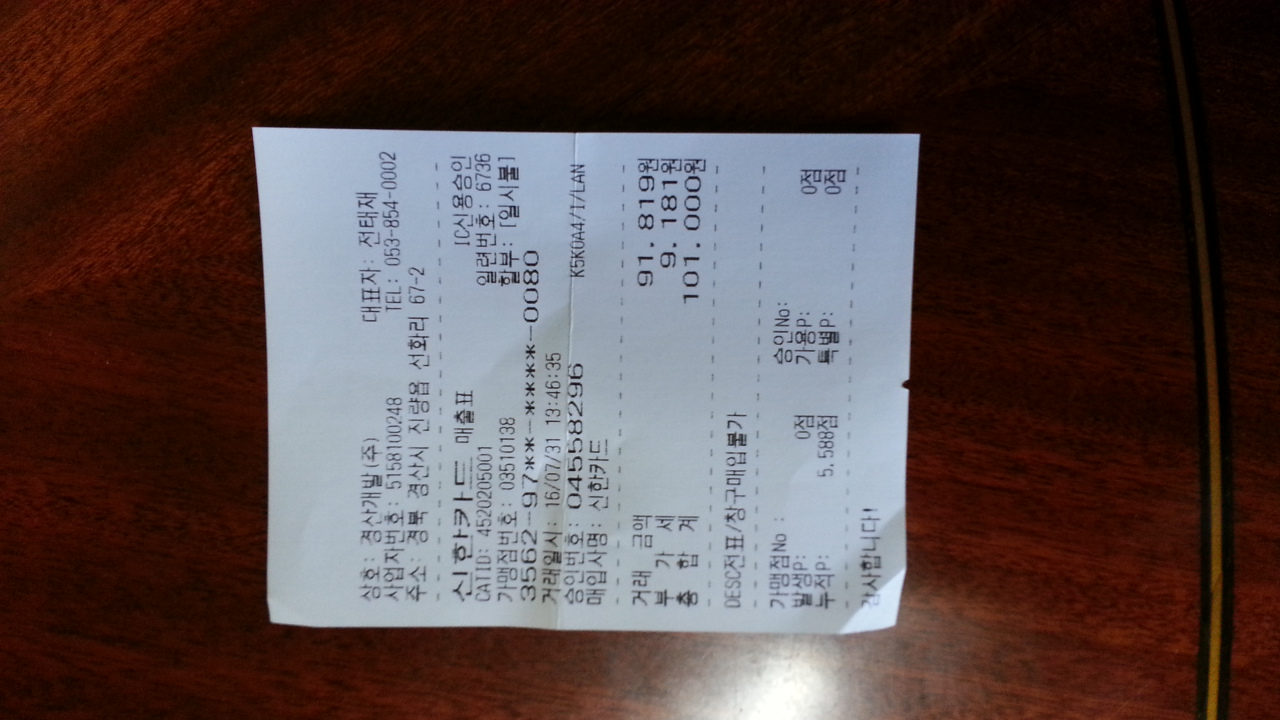 상호: 경산개발(주) 대표자: 전태재
사업자번호: 5158100248 TEL: 053-854-0002
주소: 경북 경산시 진량읍 선화리 67-2
신한카드 매출표 IC신용승인
CATID: 4520205001 일련번호: 6736
가맹점번호: 03510138 할부: [일시불]
3562-97**-****-0080
거래일시: 16/07/31 13:46:35
승인번호: 04558296 K5K0A4/1/LAN
매입사명: 신한카드
거래 금액 91.819원
부 가 세 9.181원
총 합 계 101.000원
DESC전표/창구매입불가
가맹점No : 승인No:
발생P: 0점 가용P: 0점
누적P: 5.588점 특별P: 0점
감사합니다!